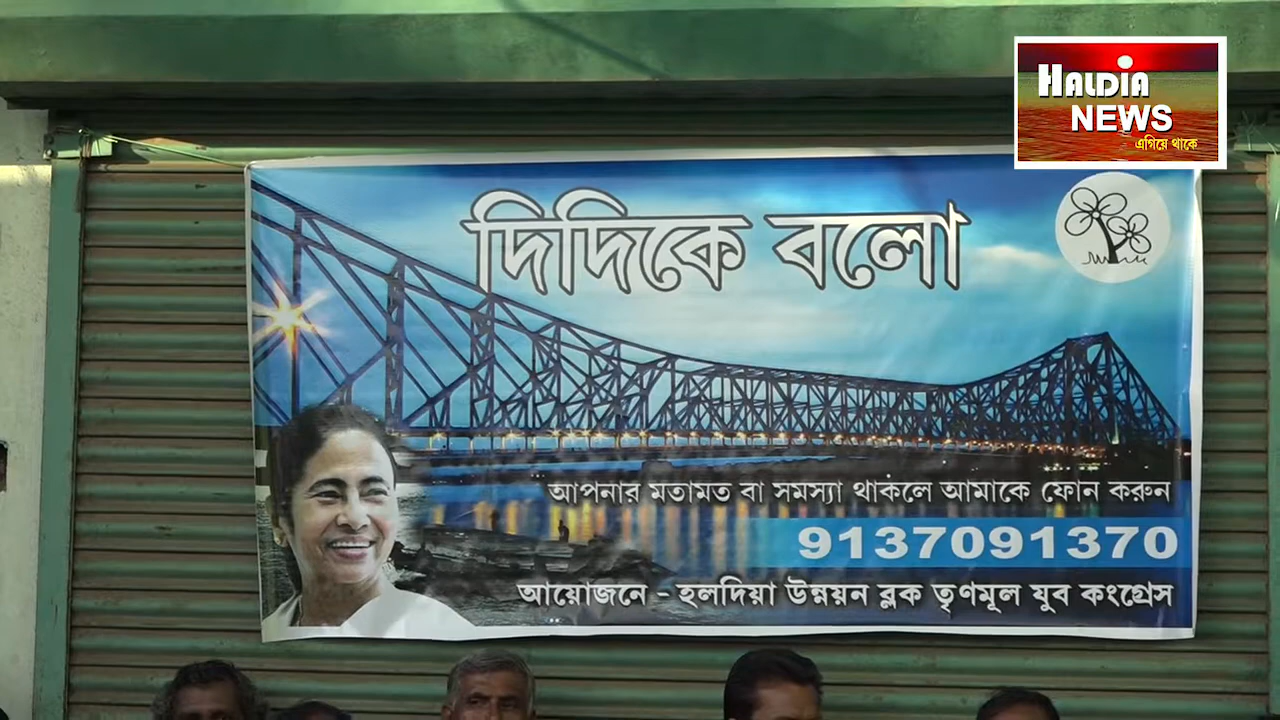 HALDIA
NEWS
এগিয়ে থাকে
দিদিকে বলো
আপনার মতামত বা সমস্যা থাকলে আমাকে ফোন করুন
9137091370
আয়োজনে - হলদিয়া উন্নয়ন ব্লক তৃণমূল যুব কংগ্রেস